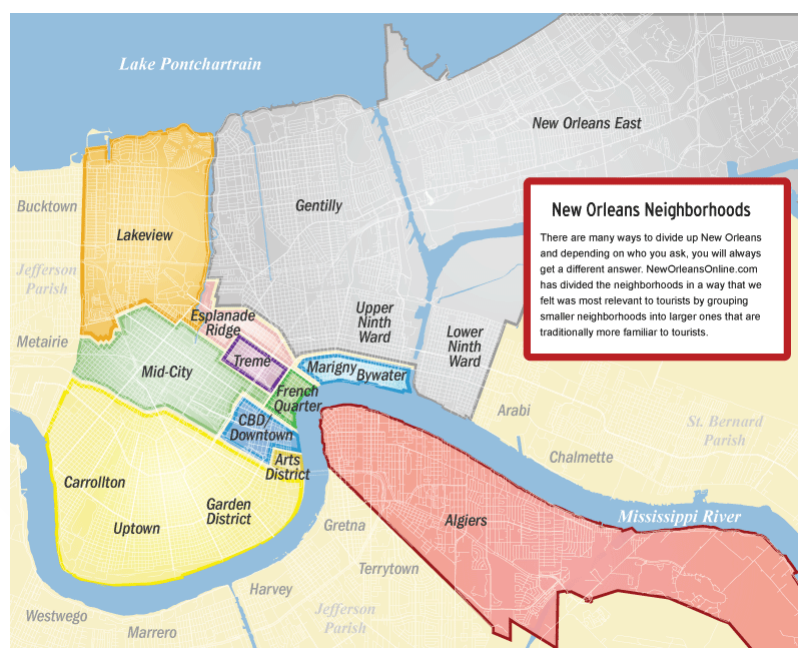 Lake Pontchartrain
New Orleans East
Bucktown
Gentilly
Lakeview
New Orleans Neighborhoods
There are many ways to divide up New Orleans
and depending on who you ask, you will always
get a different answer. NewOrleansOnline.com
has divided the neighborhoods in a way that we
felt was most relevant to tourists by grouping
smaller neighborhoods into larger ones that are
traditionally more familiar to tourists.
Jefferson
Parish
Esplanade
Ridge
Upper
Ninth
Ward
Lower
Ninth
Ward
Metairie
Mid-City
Tremé
Marigny
Bywater
French
Quarter
CBD/
Downtown
Arts
District
Arabi
St. Bernard
Parish
Chalmette
Carrollton
Uptown
Garden
District
Gretna
Algiers
Mississippi River
Terrytown
Harvey
Jefferson
Parish
Westwego
Marrero